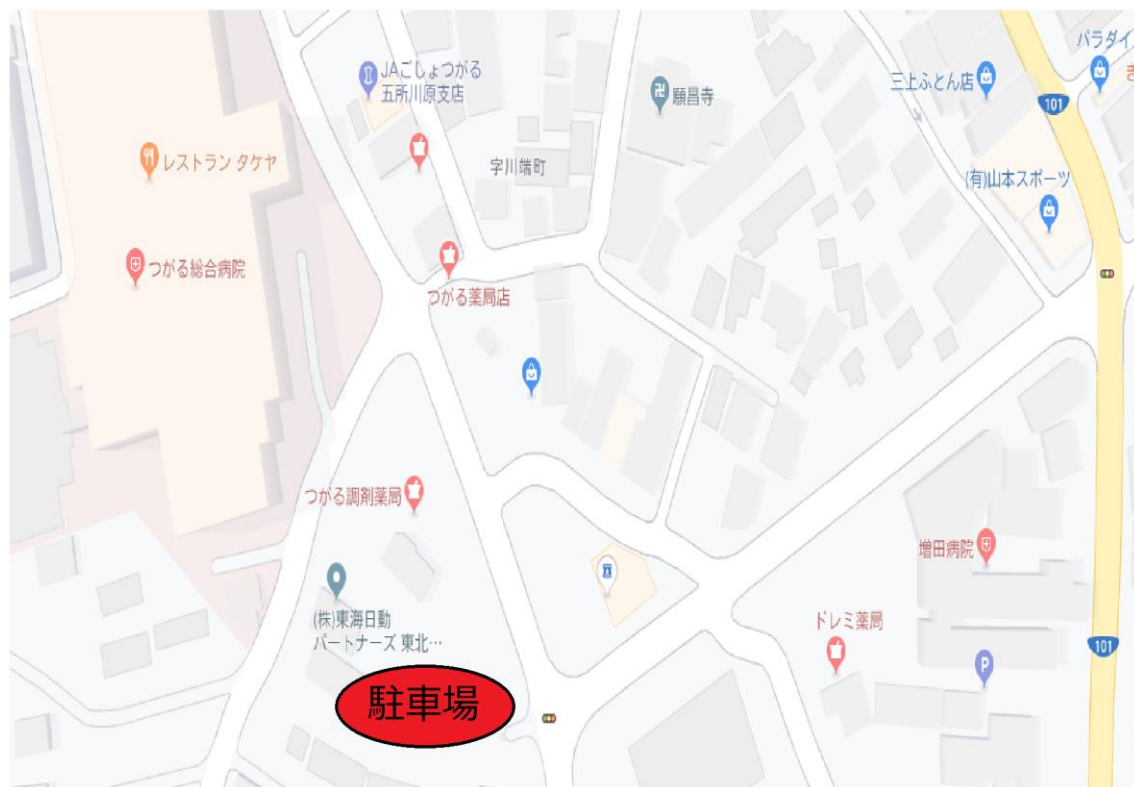 パラダイ
JAごしょつがる
五所川原支店
三上ふとん店
願昌寺
101
レストラン タケヤ
字川端町
(有)山本スポーツ
つがる総合病院
つがる薬局店
つがる調剤薬局
増田病院
(株)東海日動
パートナーズ 東北…
ドレミ薬局
101
P
駐車場